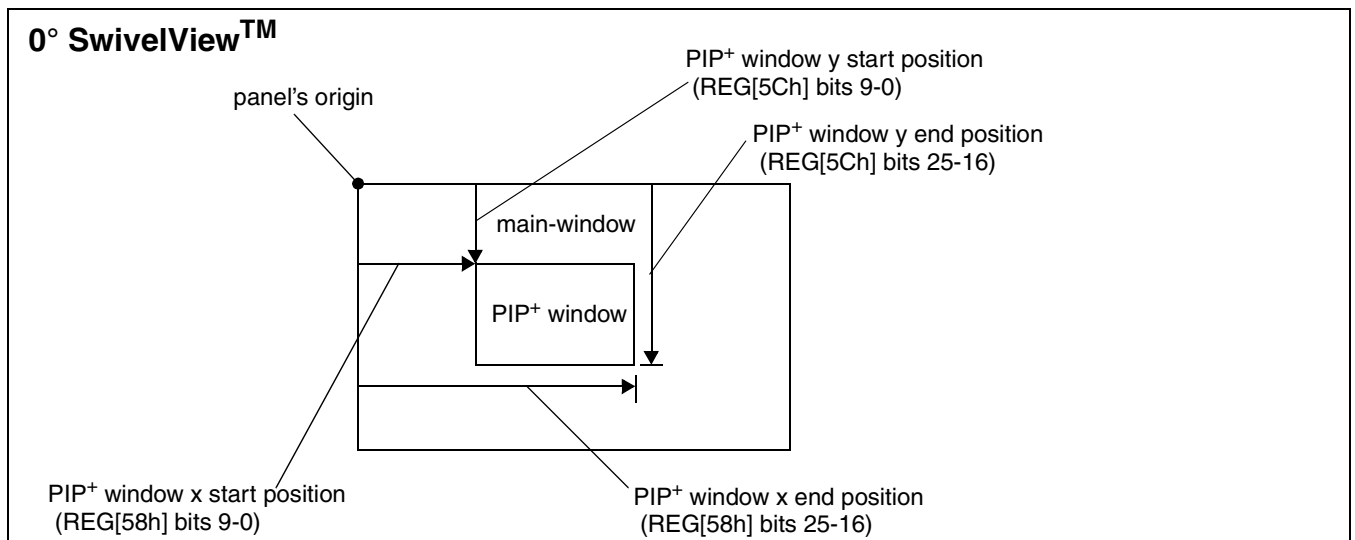 0° SwivelView™
PIP+ window y start position
(REG[5Ch] bits 9-0)
panel's origin
PIP+ window y end position
(REG[5Ch] bits 25-16)
main-window
PIP+ window
PIP+ window x start position
(REG[58h] bits 9-0)
PIP+ window x end position
(REG[58h] bits 25-16)